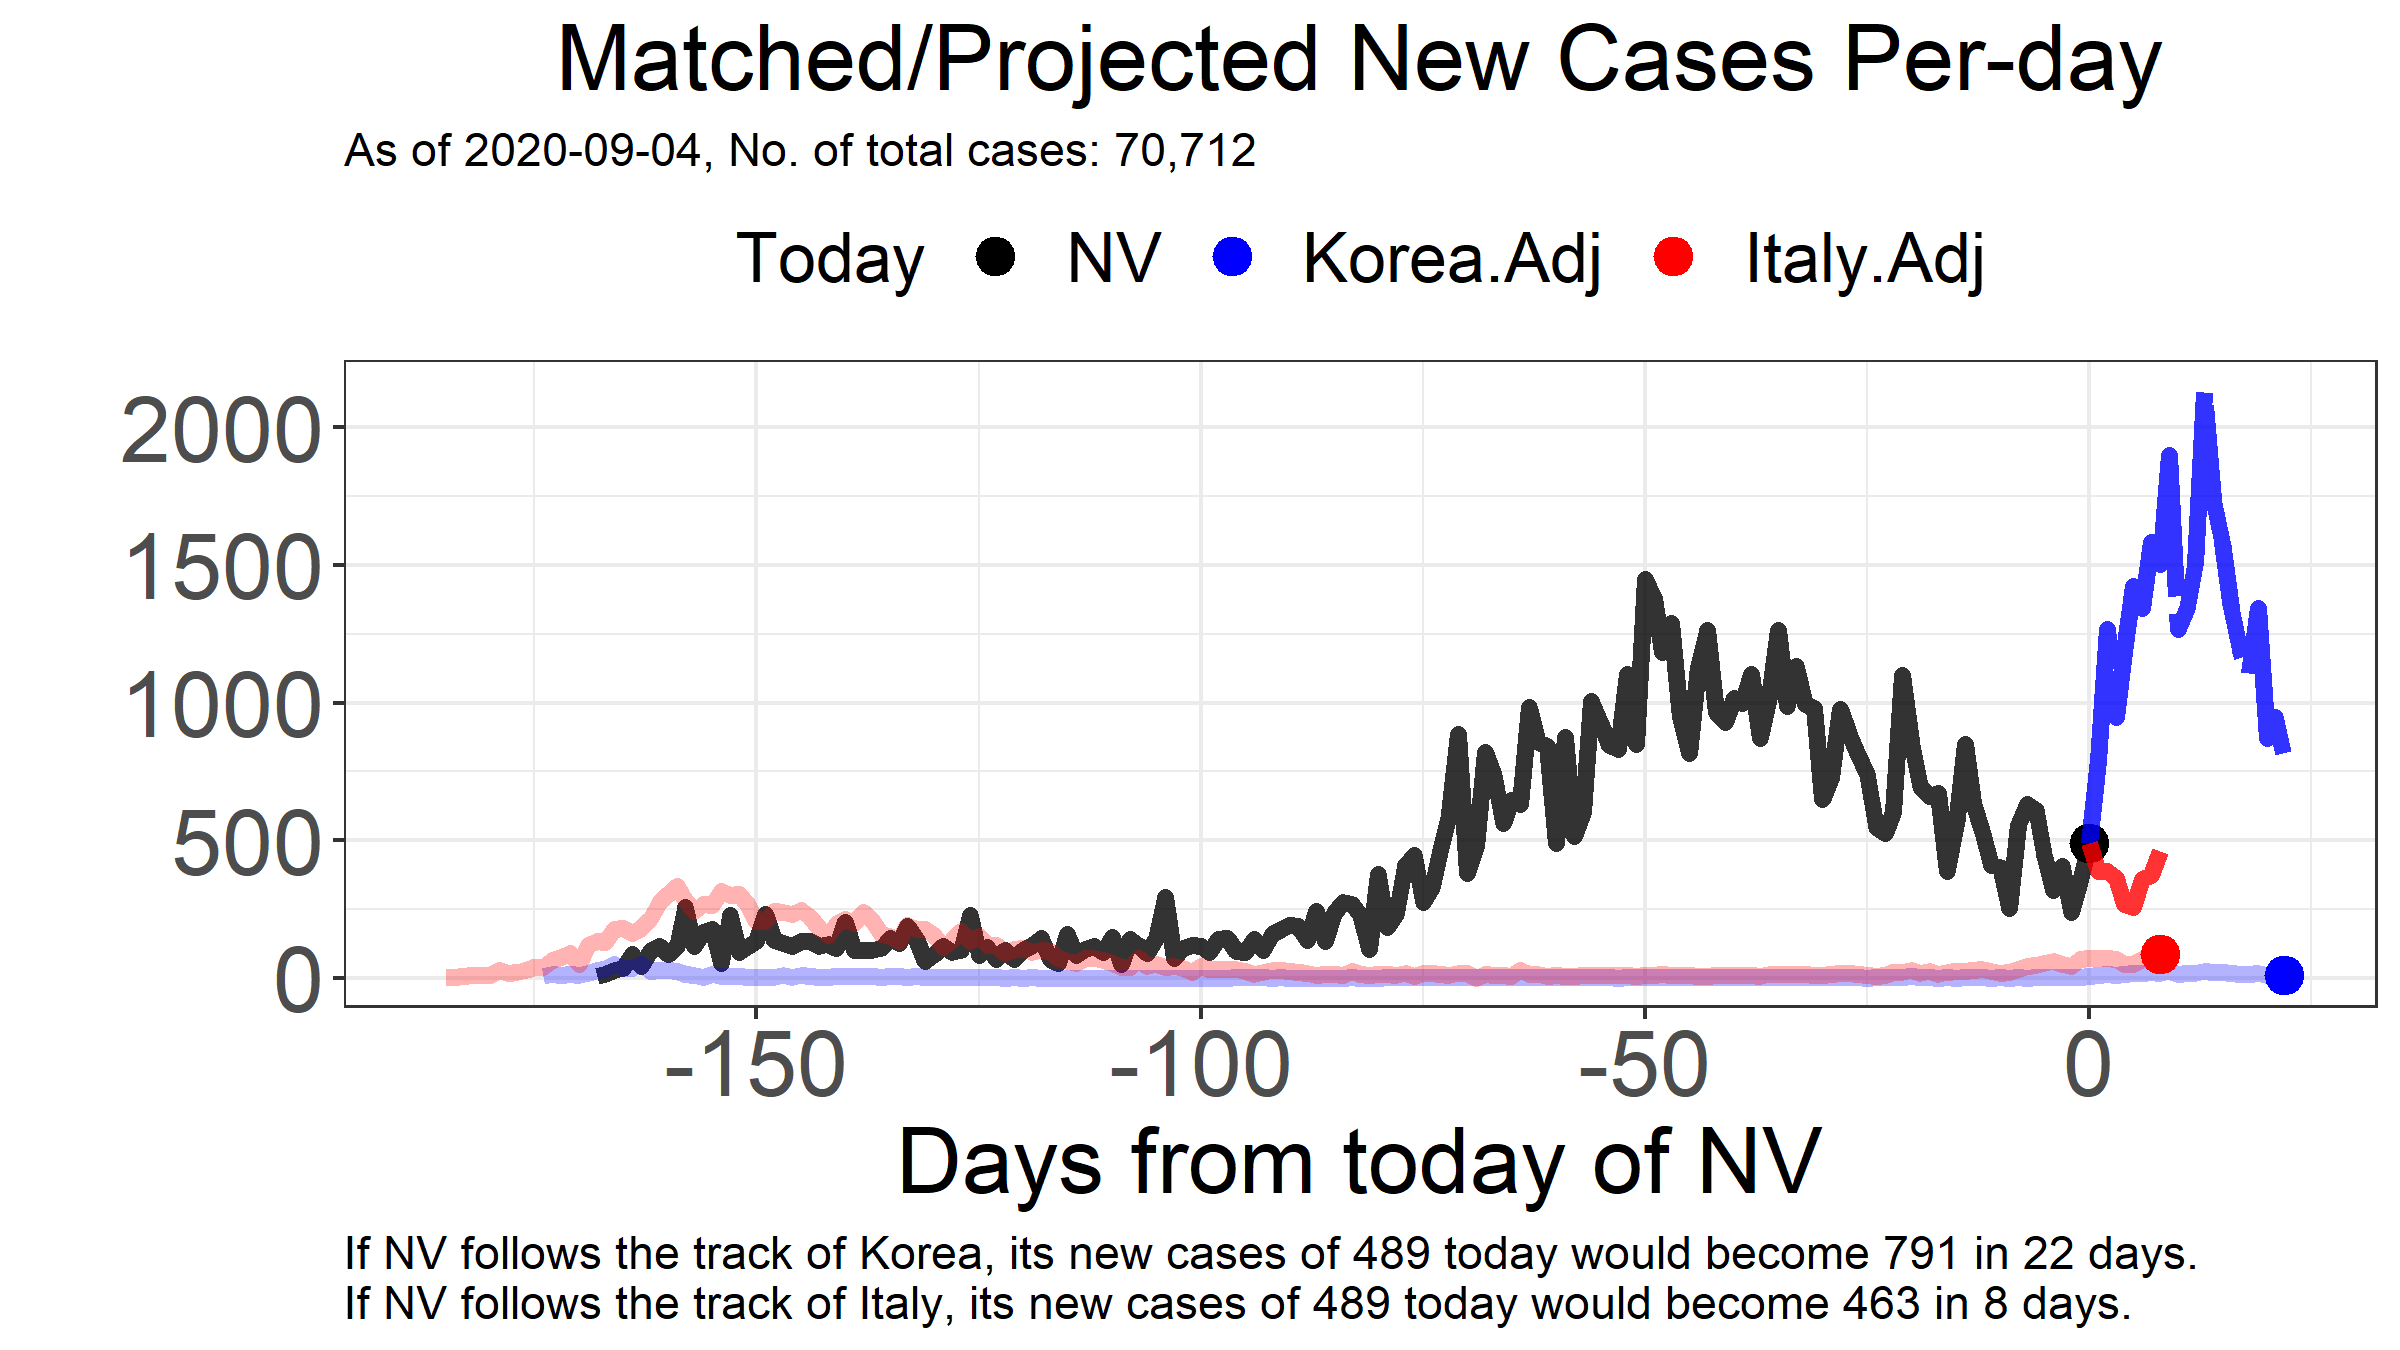 Matched/Projected New Cases Per-day
As of 2020-09-04, No. of total cases: 70,712
Today NV Korea.Adj Italy.Adj
2000
1500
1000
500
0
-150 -100 -50 0
Days from today of NV
If NV follows the track of Korea, its new cases of 489 today would become 791 in 22 days.
If NV follows the track of Italy, its new cases of 489 today would become 463 in 8 days.